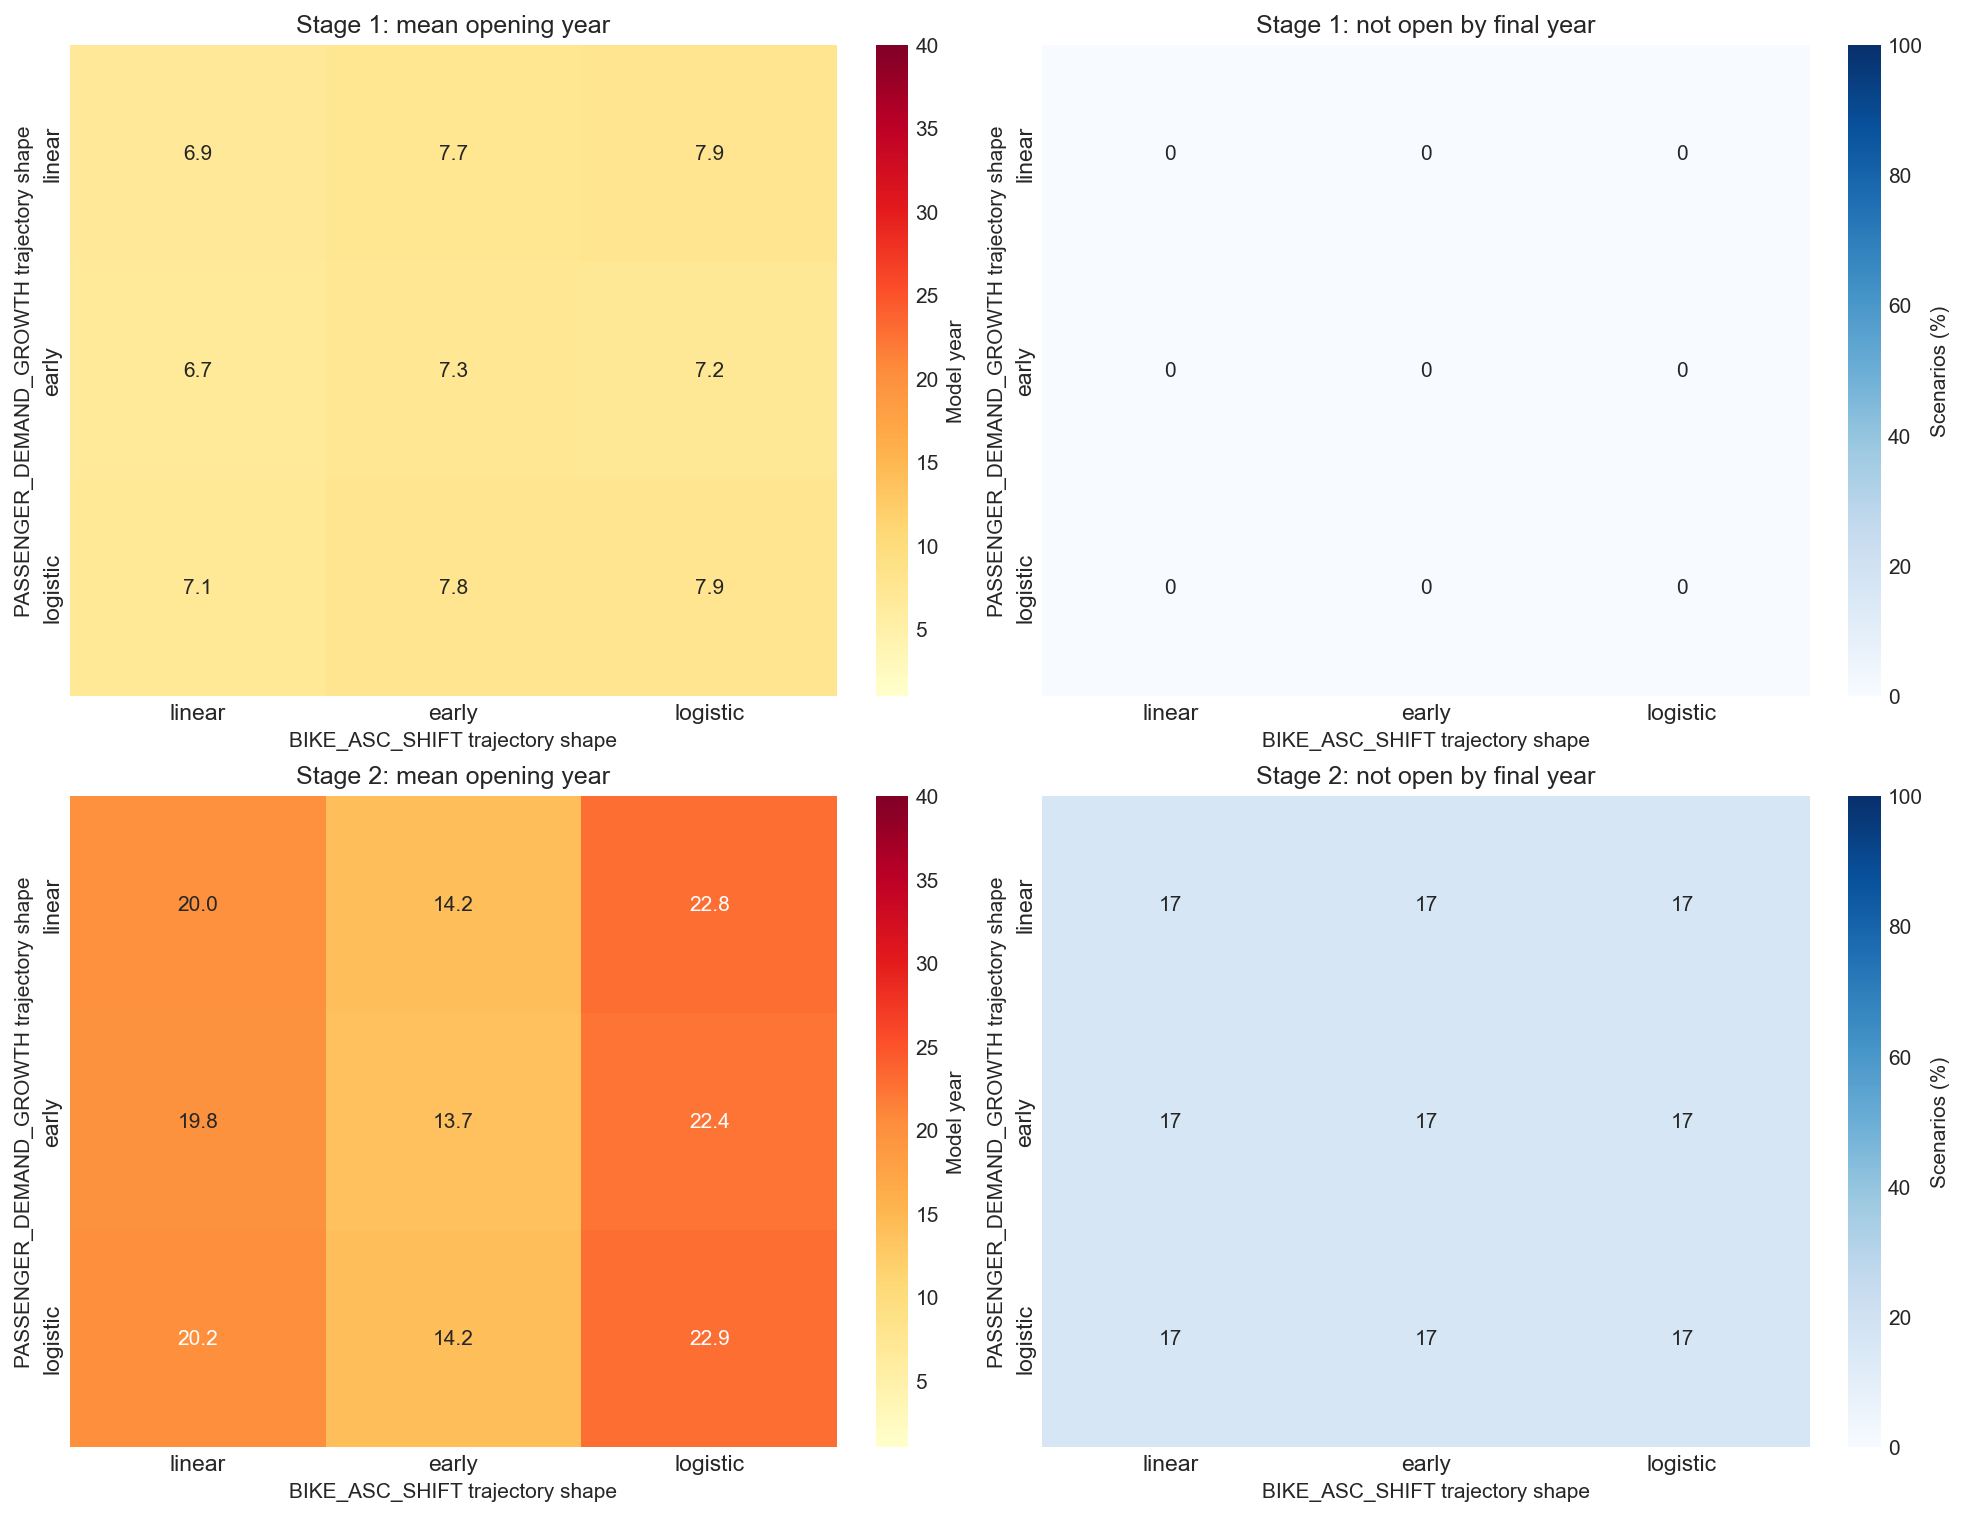 Stage 1: mean opening year
PASSENGER_DEMAND_GROWTH trajectory shape
linear
early
logistic
6.9 7.7 7.9
6.7 7.3 7.2
7.1 7.8 7.9
linear early logistic
BIKE_ASC_SHIFT trajectory shape
40
35
30
25
20
15
10
5
Model year
Stage 1: not open by final year
PASSENGER_DEMAND_GROWTH trajectory shape
linear
early
logistic
0 0 0
0 0 0
0 0 0
linear early logistic
BIKE_ASC_SHIFT trajectory shape
100
80
60
40
20
0
Scenarios (%)
Stage 2: mean opening year
PASSENGER_DEMAND_GROWTH trajectory shape
linear
early
logistic
20.0 14.2 22.8
19.8 13.7 22.4
20.2 14.2 22.9
linear early logistic
BIKE_ASC_SHIFT trajectory shape
40
35
30
25
20
15
10
5
Model year
Stage 2: not open by final year
PASSENGER_DEMAND_GROWTH trajectory shape
linear
early
logistic
17 17 17
17 17 17
17 17 17
linear early logistic
BIKE_ASC_SHIFT trajectory shape
100
80
60
40
20
0
Scenarios (%)